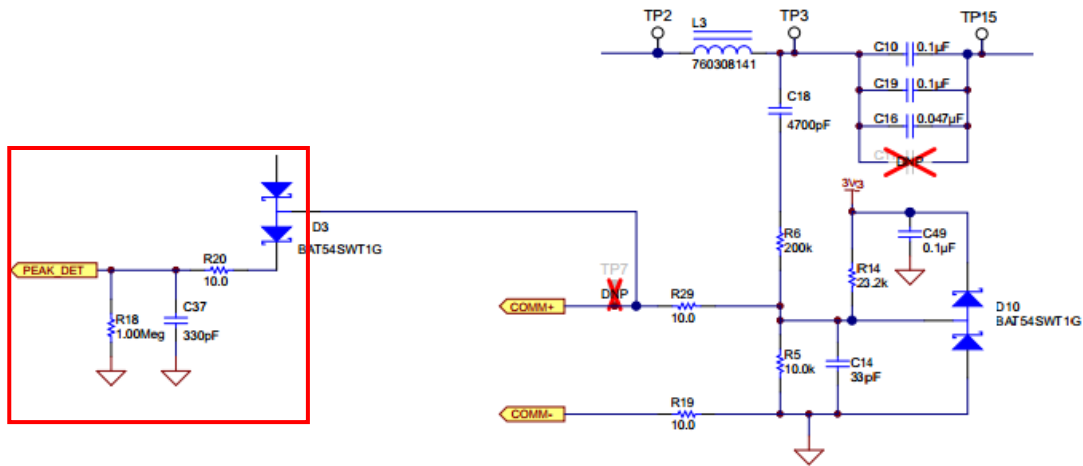 TP2
L3
760308141
TP3
TP15
C10 0.1µF
C19 0.1µF
C16 0.047µF
DNP
C18
4700pF
3V3
C49
0.1µF
R6
200k
R14
23.2k
D3
BAT54SWT1G
PEAK_DET
R20
10.0
C37
330pF
R18
1.00Meg
TP7
DNP
COMM+
R29
10.0
D10
BAT54SWT1G
R5
10.0k
C14
33pF
COMM-
R19
10.0